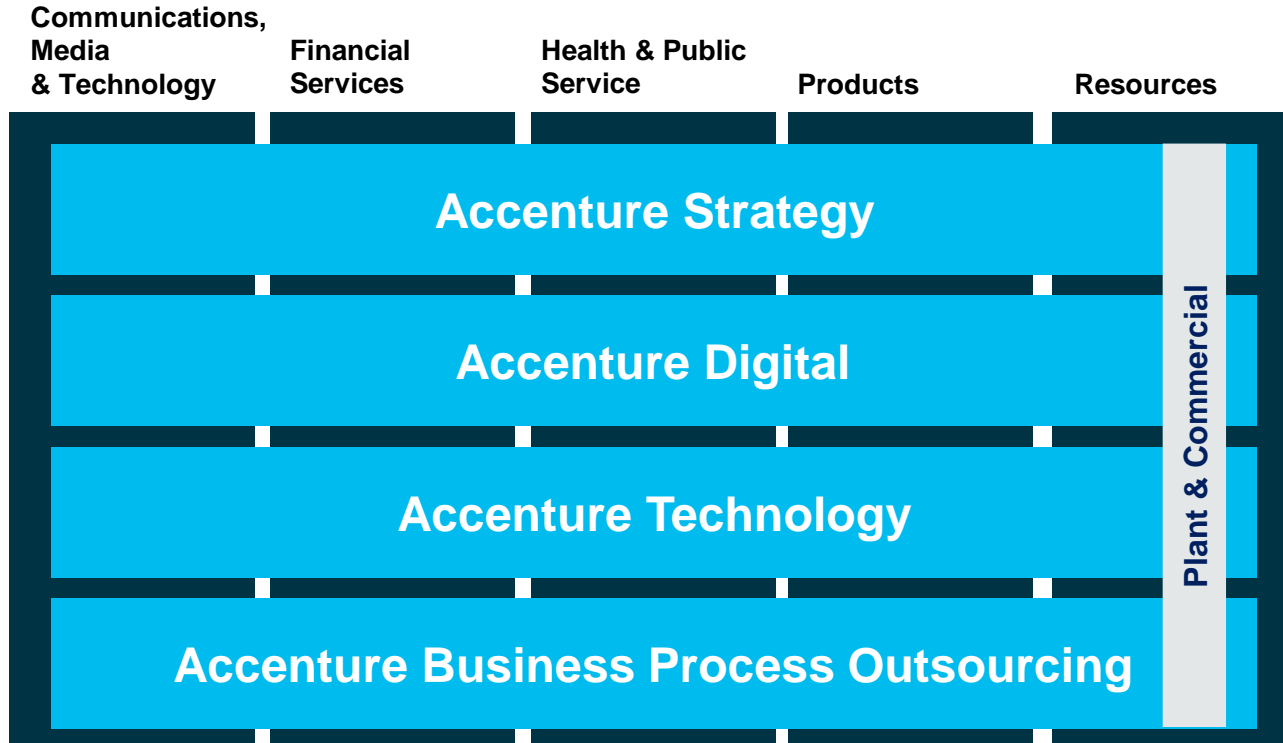 Communications,
Media
& Technology
Financial
Services
Health & Public
Service
Products
Resources
Accenture Strategy
Accenture Digital
Accenture Technology
Accenture Business Process Outsourcing
Plant & Commercial